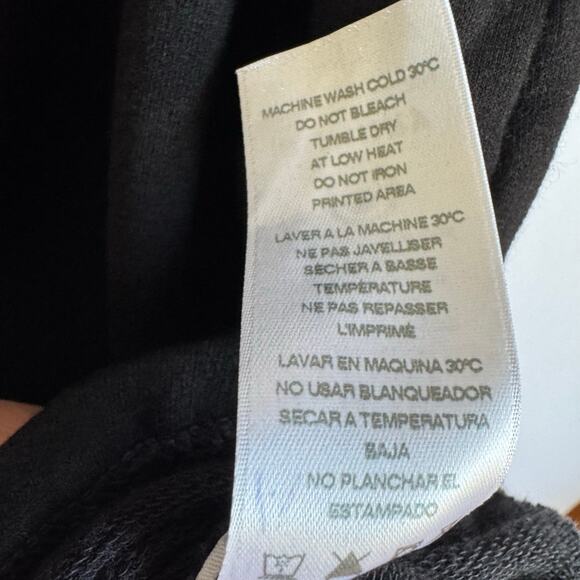 MACHINE WASH COLD 30°C
DO NOT BLEACH
TUMBLE DRY
AT LOW HEAT
DO NOT IRON
PRINTED AREA
LAVER A LA MACHINE 30°C
NE PAS JAVELLISER
SÉCHER A BASSE
TEMPÉRATURE
NE PAS REPASSER
L'IMPRIMÉ
LAVAR EN MAQUINA 30°C
NO USAR BLANQUEADOR
SECAR A TEMPERATURA
BAJA
NO PLANCHAR EL
ESTAMPADO